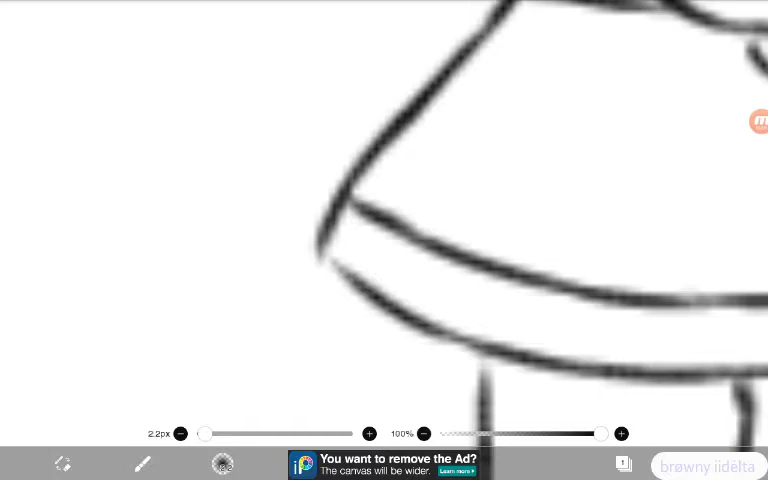 2.2px
100%
iP
You want to remove the Ad?
The canvas will be wider.
Learn more ▸
1
brøwny iidèlta